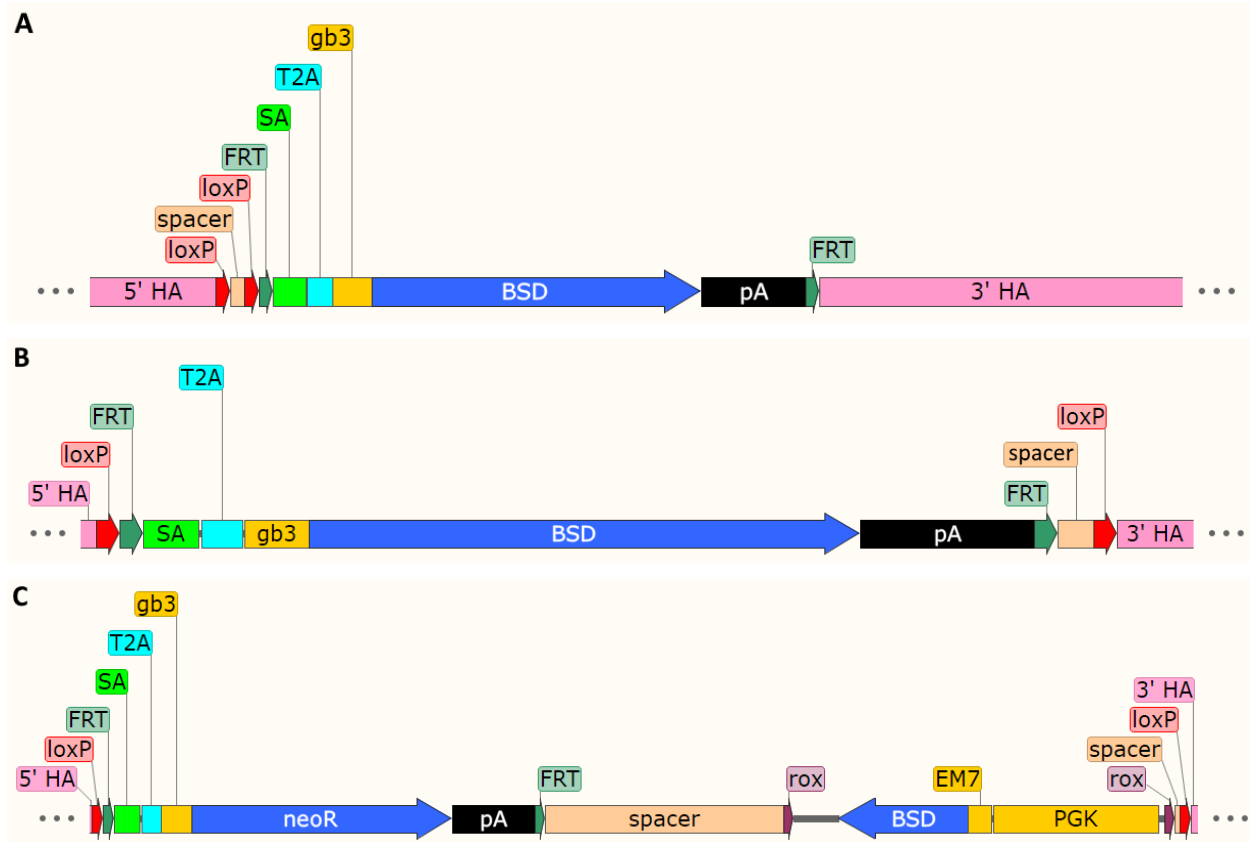 A
gb3
T2A
SA
FRT
loxP
spacer
loxP
FRT
5' HA
BSD
pA
3' HA
B
T2A
FRT
loxP
loxP
spacer
5' HA
FRT
SA
gb3
BSD
pA
3' HA
C
gb3
T2A
SA
3' HA
FRT
loxP
loxP
spacer
5' HA
FRT
rox
EM7
rox
neoR
pA
spacer
BSD
PGK